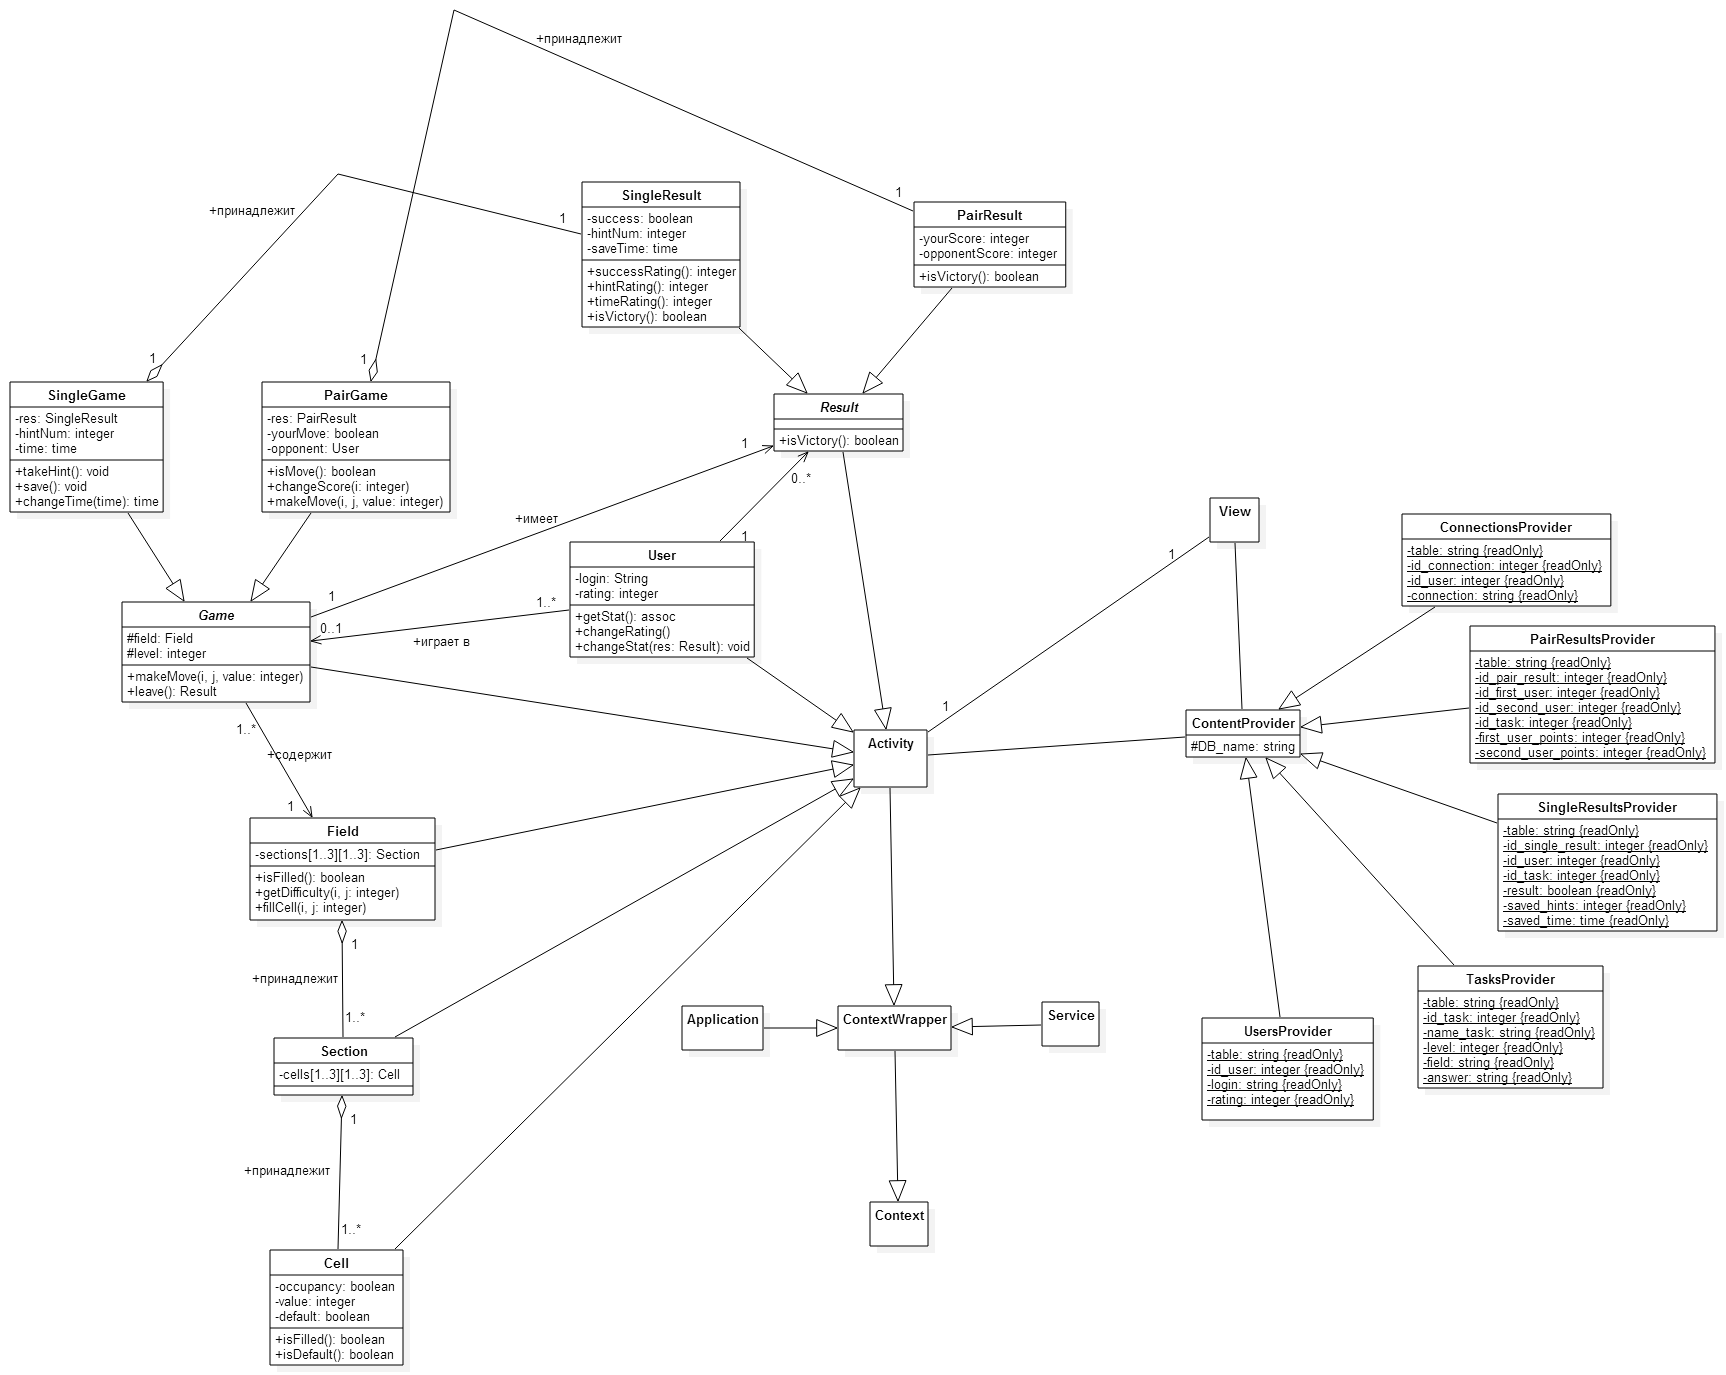 +принадлежит
1
+принадлежит
1
SingleResult
-success: boolean
-hintNum: integer
-saveTime: time
+successRating(): integer
+hintRating(): integer
+timeRating(): integer
+isVictory(): boolean
PairResult
-yourScore: integer
-opponentScore: integer
+isVictory(): boolean
1
1
SingleGame
-res: SingleResult
-hintNum: integer
-time: time
+takeHint(): void
+save(): void
+changeTime(time): time
PairGame
-res: PairResult
-yourMove: boolean
-opponent: User
+isMove(): boolean
+changeScore(i: integer)
+makeMove(i, j, value: integer)
Result
+isVictory(): boolean
1
0..*
+имеет
1
1
User
-login: String
-rating: integer
+getStat(): assoc
+changeRating()
+changeStat(res: Result): void
1..*
0..1
+играет в
Game
#field: Field
#level: integer
+makeMove(i, j, value: integer)
+leave(): Result
1..*
+содержит
1
View
1
1
Activity
ContentProvider
#DB_name: string
ConnectionsProvider
-table: string {readOnly}
-id_connection: integer {readOnly}
-id_user: integer {readOnly}
-connection: string {readOnly}
PairResultsProvider
-table: string {readOnly}
-id_pair_result: integer {readOnly}
-id_first_user: integer {readOnly}
-id_second_user: integer {readOnly}
-id_task: integer {readOnly}
-first_user_points: integer {readOnly}
-second_user_points: integer {readOnly}
SingleResultsProvider
-table: string {readOnly}
-id_single_result: integer {readOnly}
-id_user: integer {readOnly}
-id_task: integer {readOnly}
-result: boolean {readOnly}
-saved_hints: integer {readOnly}
-saved_time: time {readOnly}
Field
-sections[1..3][1..3]: Section
+isFilled(): boolean
+getDifficulty(i, j: integer)
+fillCell(i, j: integer)
1
+принадлежит
1..*
Section
-cells[1..3][1..3]: Cell
1
+принадлежит
1..*
Cell
-occupancy: boolean
-value: integer
-default: boolean
+isFilled(): boolean
+isDefault(): boolean
Application
ContextWrapper
Service
Context
TasksProvider
-table: string {readOnly}
-id_task: integer {readOnly}
-name_task: string {readOnly}
-level: integer {readOnly}
-field: string {readOnly}
-answer: string {readOnly}
UsersProvider
-table: string {readOnly}
-id_user: integer {readOnly}
-login: string {readOnly}
-rating: integer {readOnly}